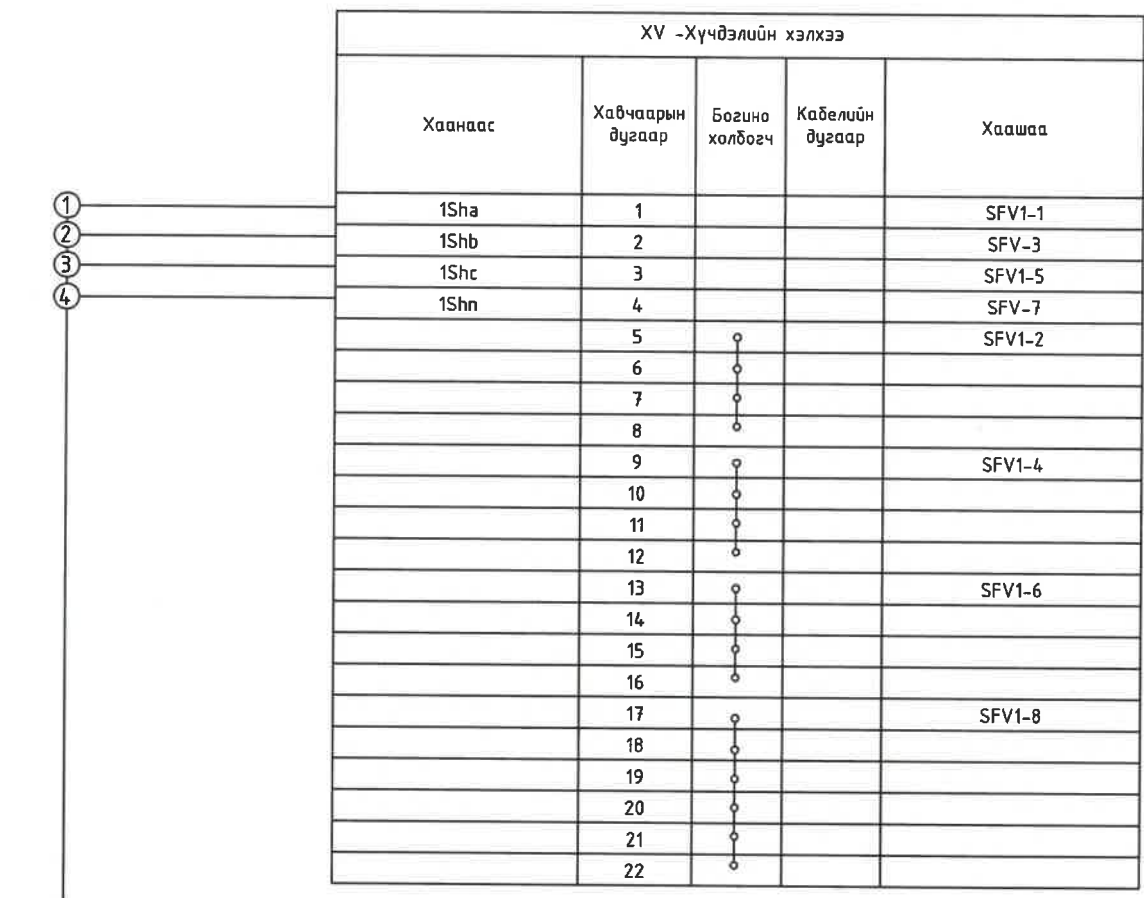 XV -Хүчдэлийн хэлхээ
Хаанаас
Хавчаарын
дугаар
Богино
холбогч
Кабелийн
дугаар
Хаашаа
1 1Sha 1 SFV1-1
2 1Shb 2 SFV-3
3 1Shc 3 SFV1-5
4 1Shn 4 SFV-7
5 SFV1-2
6
7
8
9 SFV1-4
10
11
12
13 SFV1-6
14
15
16
17 SFV1-8
18
19
20
21
22